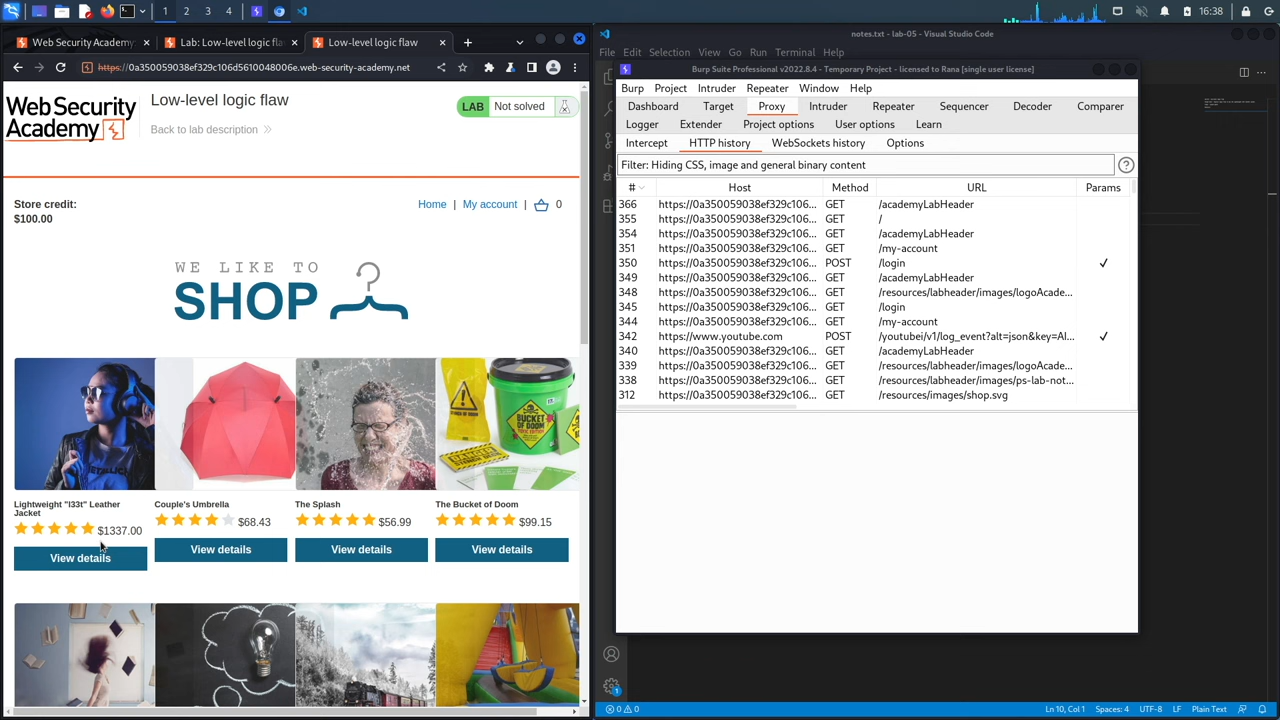 1 2 3 4
16:38
Web Security Academy
Lab: Low-level logic fla
Low-level logic flaw
https://0a350059038ef329c106d5610048006e.web-security-academy.net
Web Security
Academy
Low-level logic flaw
Back to lab description
LAB Not solved
Store credit:
$100.00
Home | My account | 0
WE LIKE TO
SHOP
Lightweight "l33t" Leather
Jacket
$1337.00
View details
Couple's Umbrella
$68.43
View details
The Splash
$56.99
View details
The Bucket of Doom
$99.15
View details
BUCKET
OF DOOM
notes.txt - lab-05 - Visual Studio Code
File Edit Selection View Go Run Terminal Help
Burp Suite Professional v2022.8.4 - Temporary Project - licensed to Rana [single user license]
Burp Project Intruder Repeater Window Help
Dashboard Target Proxy Intruder Repeater Sequencer Decoder Comparer
Logger Extender Project options User options Learn
Intercept HTTP history WebSockets history Options
Filter: Hiding CSS, image and general binary content
# Host Method URL Params
366 https://0a350059038ef329c106... GET /academyLabHeader
355 https://0a350059038ef329c106... GET /
354 https://0a350059038ef329c106... GET /academyLabHeader
351 https://0a350059038ef329c106... GET /my-account
350 https://0a350059038ef329c106... POST /login ✓
349 https://0a350059038ef329c106... GET /academyLabHeader
348 https://0a350059038ef329c106... GET /resources/labheader/images/logoAcade...
345 https://0a350059038ef329c106... GET /login
344 https://0a350059038ef329c106... GET /my-account
342 https://www.youtube.com POST /youtubei/v1/log_event?alt=json&key=AI... ✓
340 https://0a350059038ef329c106... GET /academyLabHeader
339 https://0a350059038ef329c106... GET /resources/labheader/images/logoAcade...
338 https://0a350059038ef329c106... GET /resources/labheader/images/ps-lab-not...
312 https://0a350059038ef329c106... GET /resources/images/shop.svg
1
0 0
Ln 10, Col 1 Spaces: 4 UTF-8 LF Plain Text